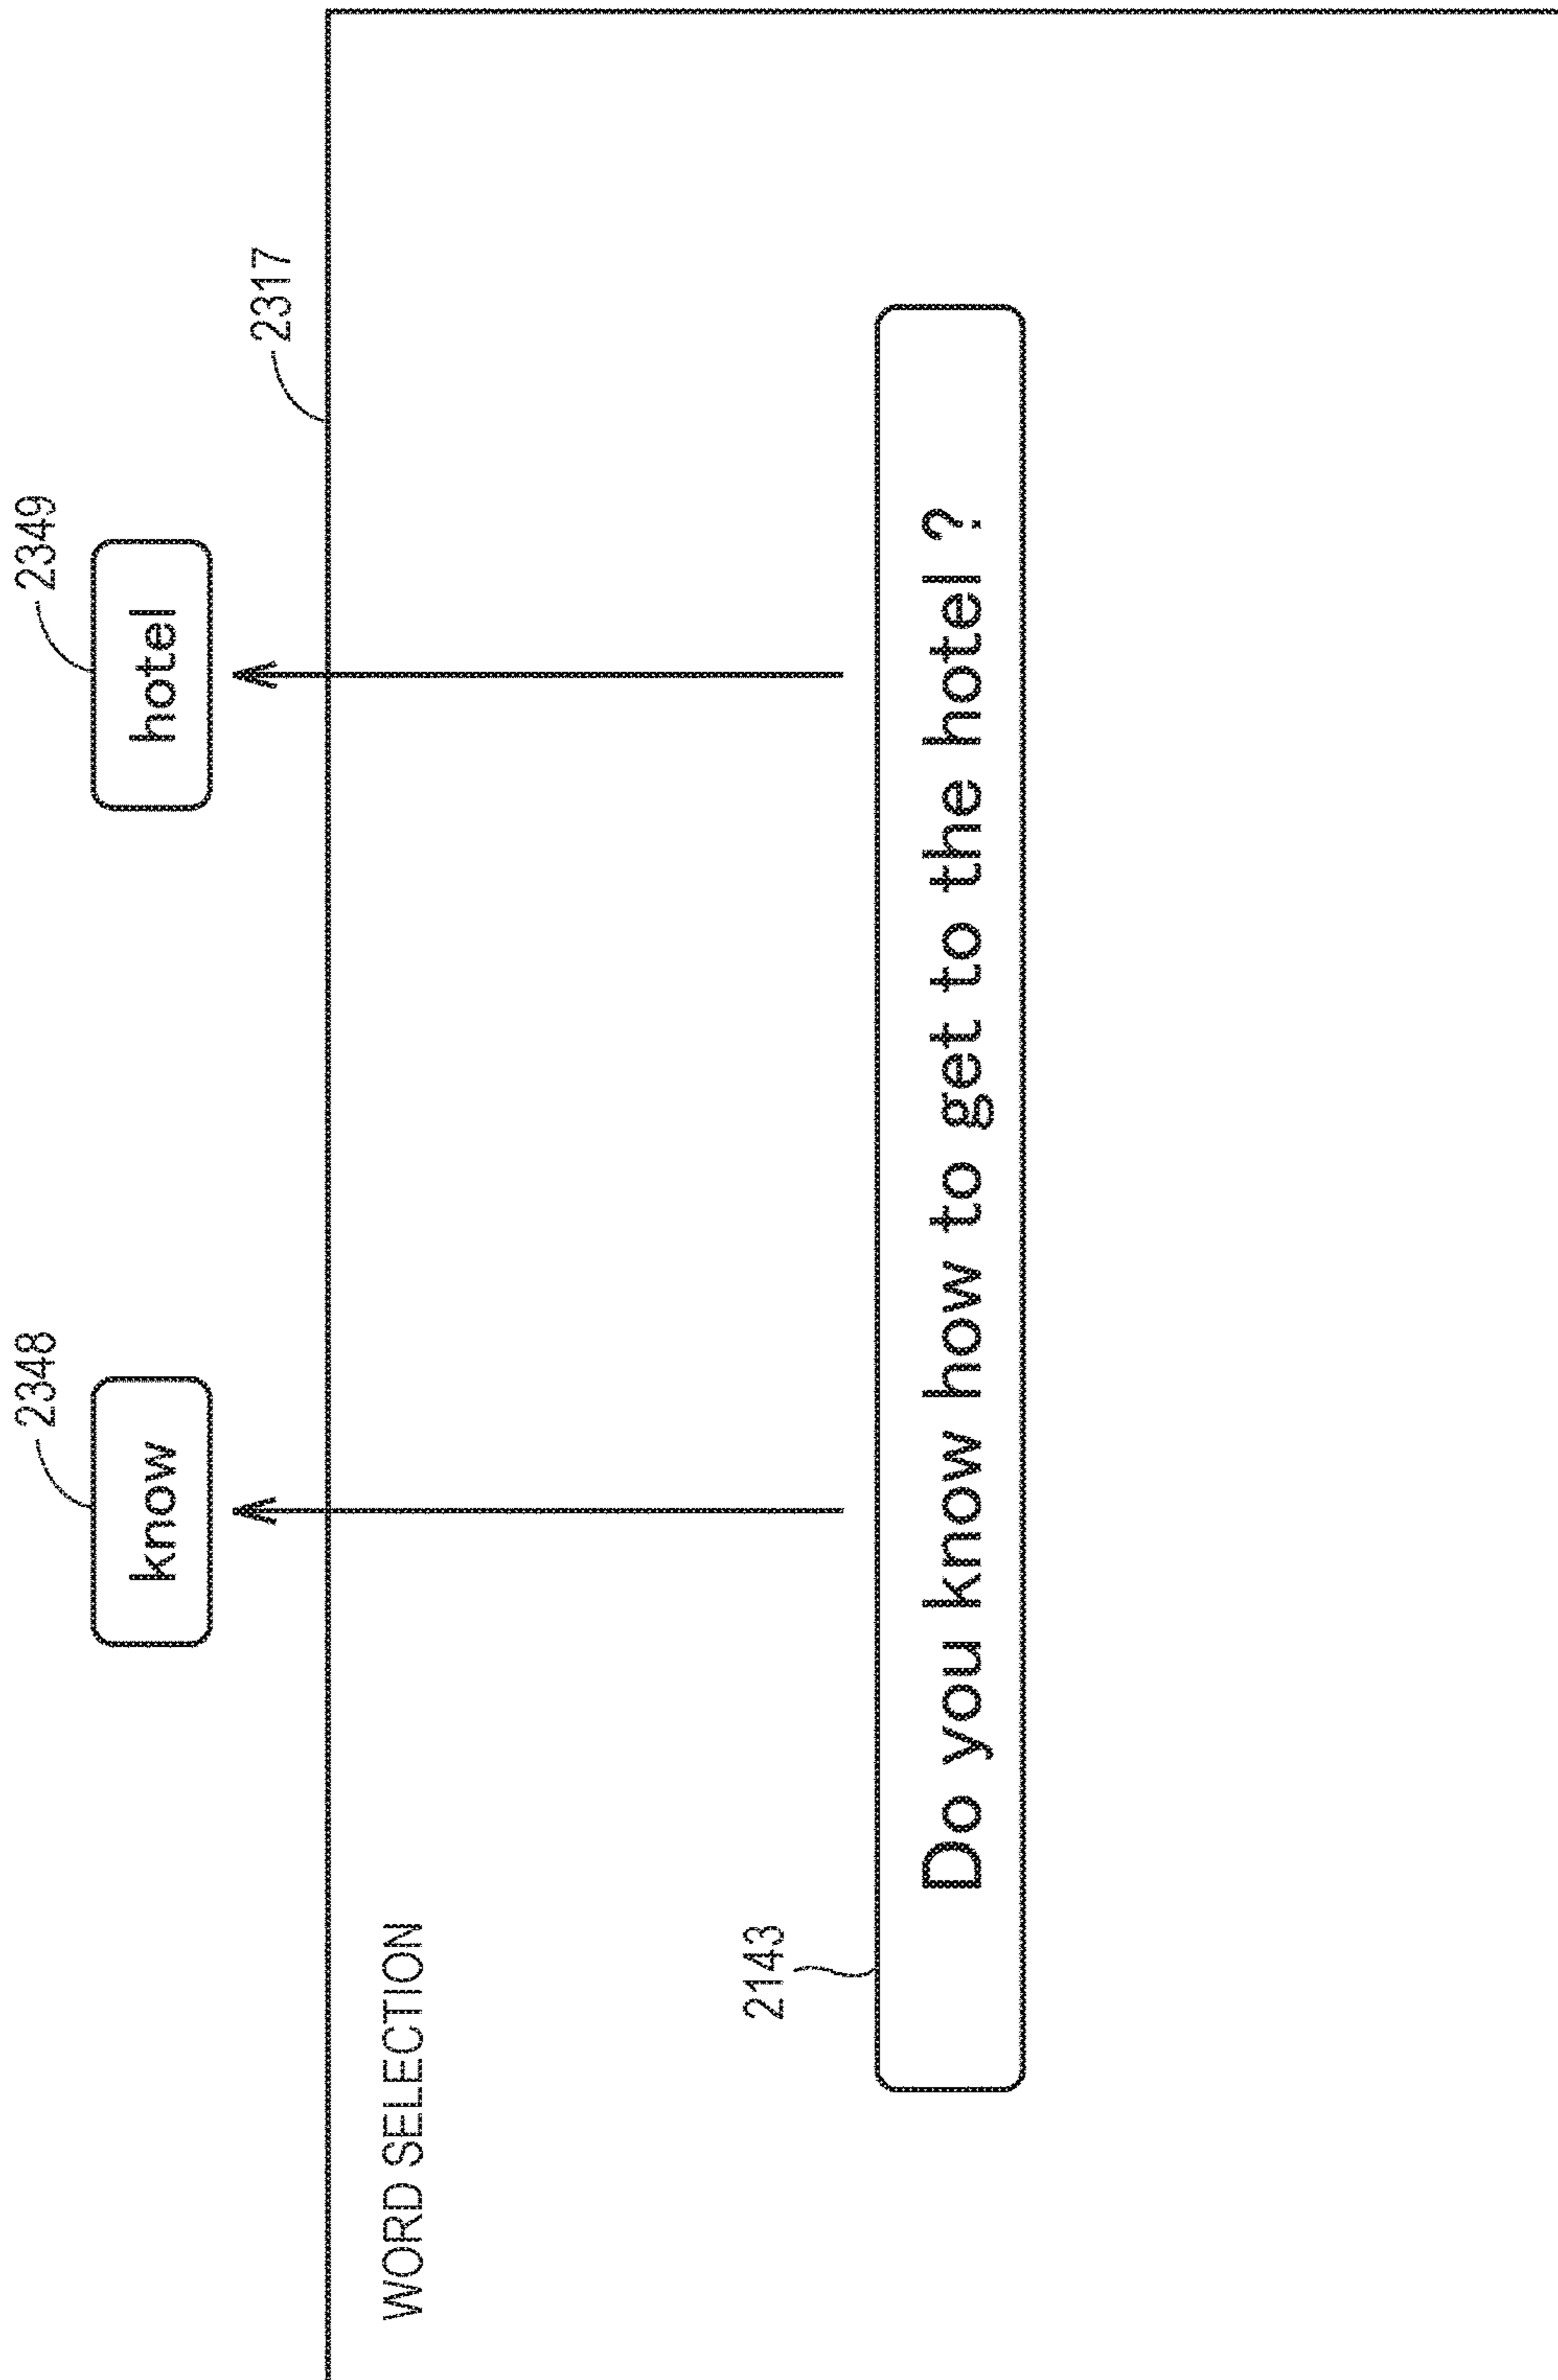 2348
2349
know
hotel
2317
WORD SELECTION
2143
Do you know how to get to the hotel ?